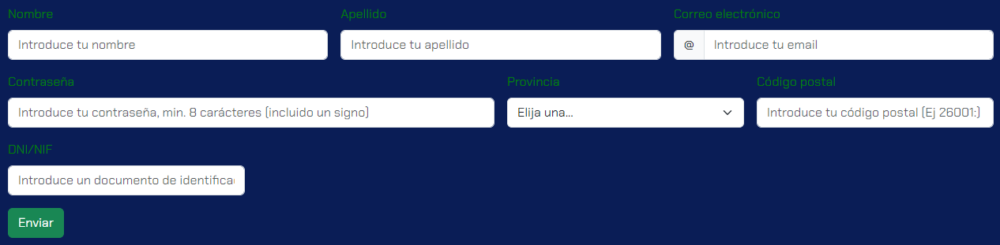 Nombre Apellido Correo electrónico
Introduce tu nombre Introduce tu apellido @ Introduce tu email
Contraseña Provincia Código postal
Introduce tu contraseña, min. 8 carácteres (incluido un signo) Elija una... Introduce tu código postal (Ej 26001:)
DNI/NIF
Introduce un documento de identifica
Enviar